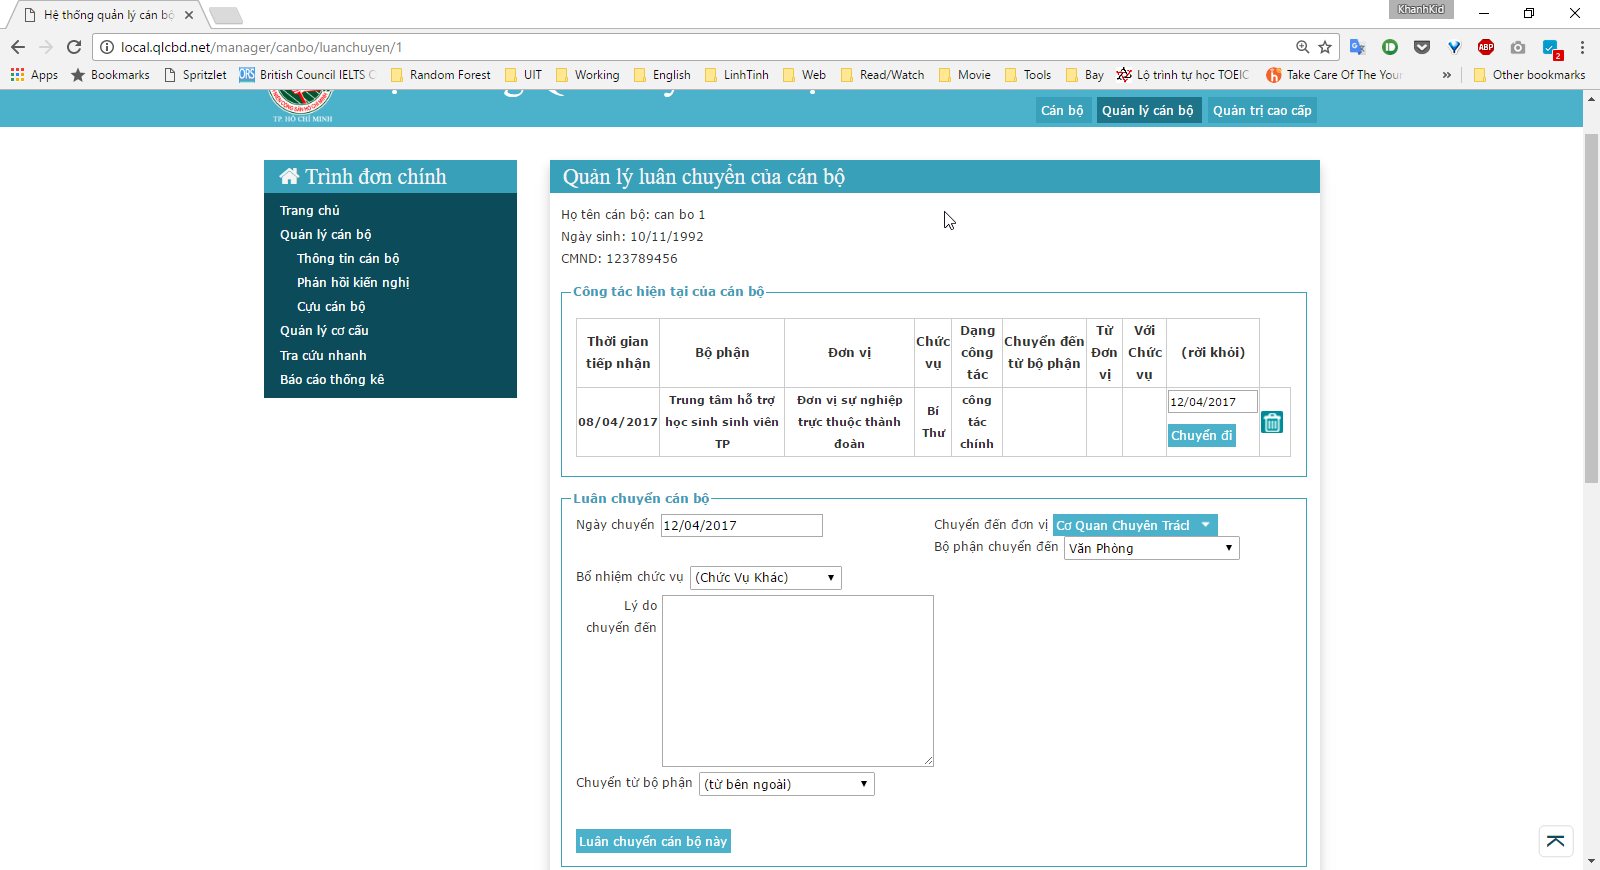 KhanhKid
Hệ thống quản lý cán bộ
local.qlcbd.net/manager/canbo/luanchuyen/1
Apps
Bookmarks
Spritzlet
British Council IELTS
Random Forest
UIT
Working
English
LinhTinh
Web
Read/Watch
Movie
Tools
Bay
Lộ trình tự học TOEIC
Take Care Of The
»
Other bookmarks
ABP
2
TP. HỒ CHÍ MINH
Cán bộ
Quản lý cán bộ
Quản trị cao cấp
Trình đơn chính
Trang chủ
Quản lý cán bộ
Thông tin cán bộ
Phản hồi kiến nghị
Cựu cán bộ
Quản lý cơ cấu
Tra cứu nhanh
Báo cáo thống kê
Quản lý luân chuyển của cán bộ
Họ tên cán bộ: can bo 1
Ngày sinh: 10/11/1992
CMND: 123789456
Công tác hiện tại của cán bộ
Thời gian tiếp nhận
Bộ phận
Đơn vị
Chức vụ
Dạng công tác
Chuyển đến từ bộ phận
Từ Đơn vị
Với Chức vụ
(rời khỏi)
08/04/2017
Trung tâm hỗ trợ học sinh sinh viên TP
Đơn vị sự nghiệp trực thuộc thành đoàn
Bí Thư
công tác chính
12/04/2017
Chuyển đi
Luân chuyển cán bộ
Ngày chuyển 12/04/2017
Chuyển đến đơn vị Cơ Quan Chuyên
Bộ phận chuyển đến Văn Phòng
Bổ nhiệm chức vụ (Chức Vụ Khác)
Lý do
chuyển đến
Chuyển từ bộ phận (từ bên ngoài)
Luân chuyển cán bộ này